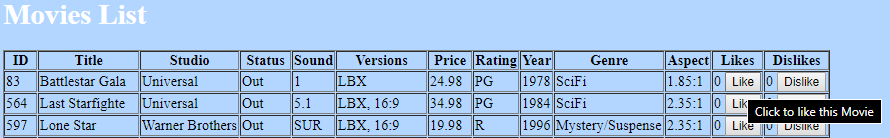 Movies List
ID Title Studio Status Sound Versions Price Rating Year Genre Aspect Likes Dislikes
83 Battlestar Gala Universal Out 1 LBX 24.98 PG 1978 SciFi 1.85:1 0 Like 0 Dislike
564 Last Starfighte Universal Out 5.1 LBX, 16:9 34.98 PG 1984 SciFi 2.35:1 0 Like 0 Dislike
Click to like this Movie
597 Lone Star Warner Brothers Out SUR LBX, 16:9 19.98 R 1996 Mystery/Suspense 2.35:1 0 Like 0 Dislike